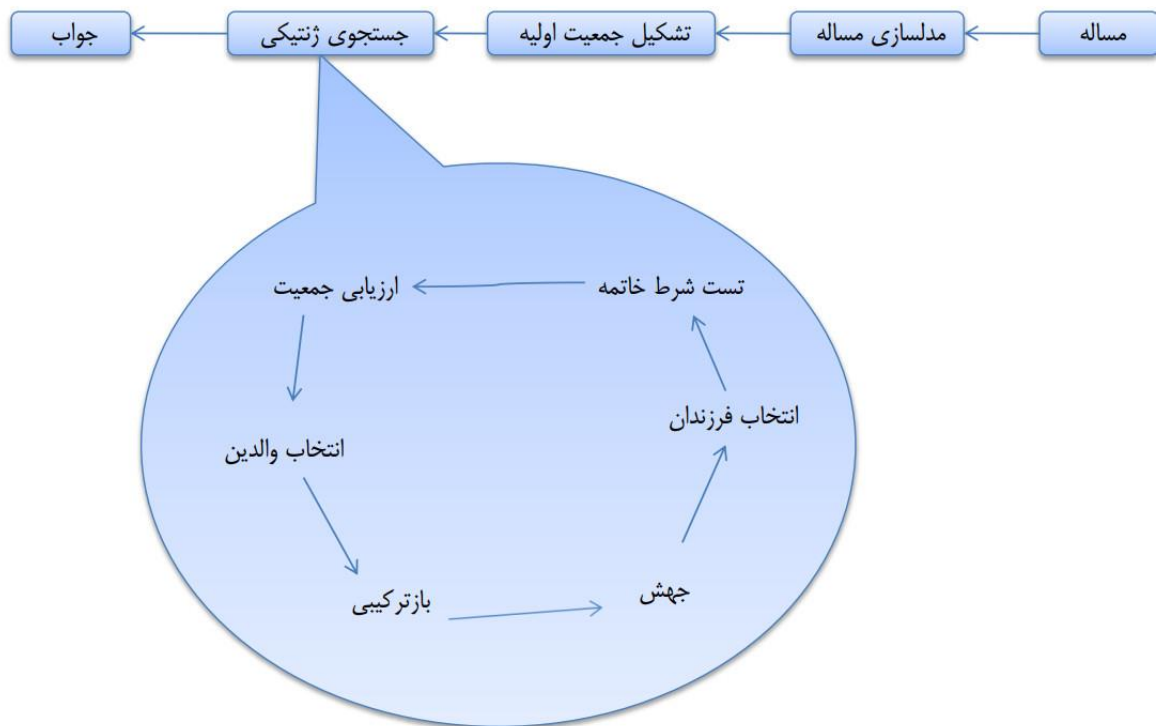 مساله
مدلسازی مساله
تشکیل جمعیت اولیه
جستجوی ژنتیکی
جواب
تست شرط خاتمه
ارزیابی جمعیت
انتخاب فرزندان
انتخاب والدین
جهش
بازترکیبی